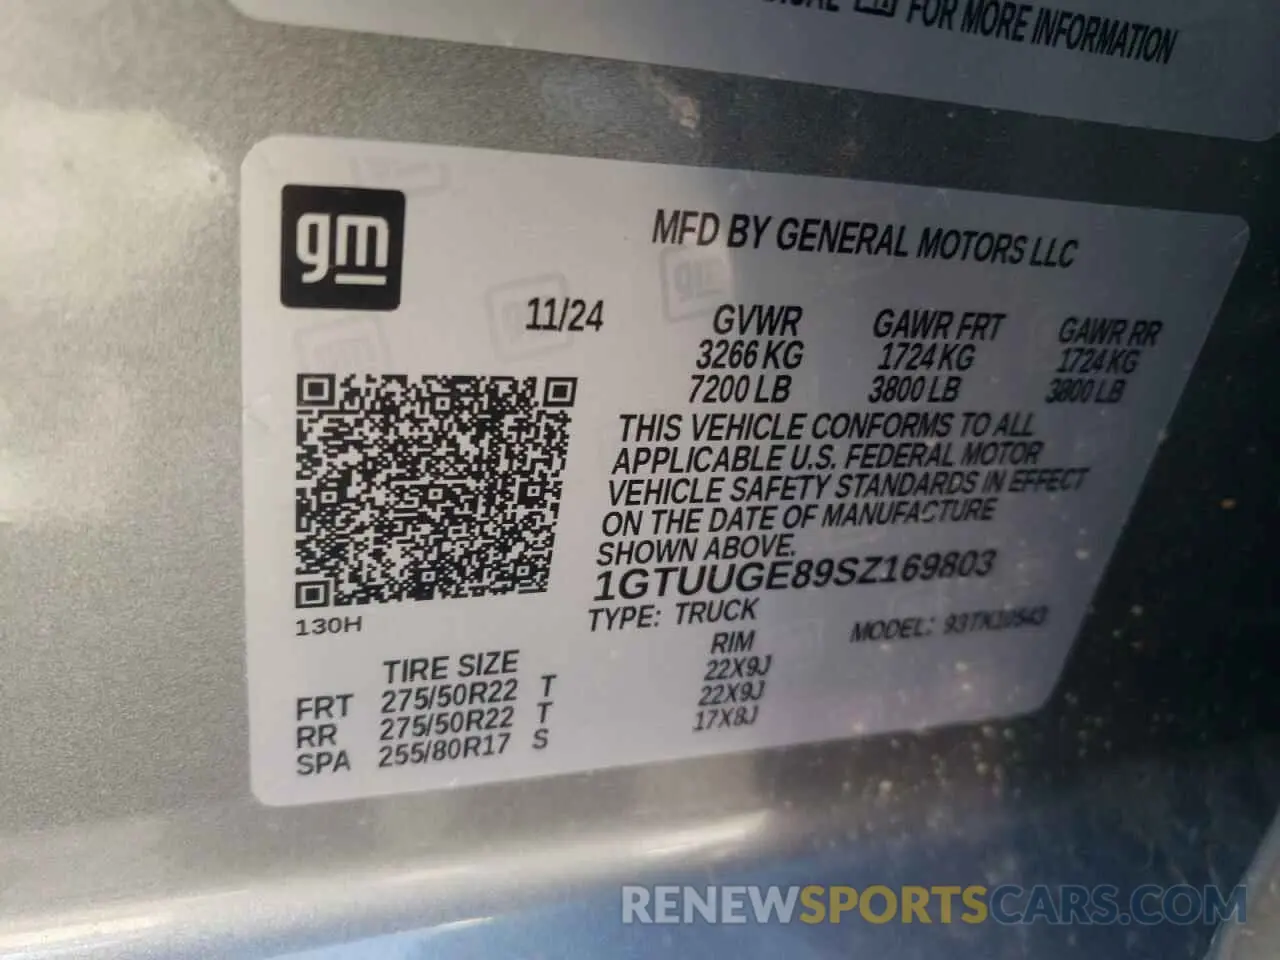 FOR MORE INFORMATION
gm
MFD BY GENERAL MOTORS LLC
11/24
GVWR GAWR FRT GAWR RR
3266 KG 1724 KG 1724 KG
7200 LB 3800 LB 3800 LB
THIS VEHICLE CONFORMS TO ALL
APPLICABLE U.S. FEDERAL MOTOR
VEHICLE SAFETY STANDARDS IN EFFECT
ON THE DATE OF MANUFACTURE
SHOWN ABOVE.
1GTUUGE89SZ169803
TYPE: TRUCK MODEL: 93TK10543
130H
TIRE SIZE RIM
FRT 275/50R22 T 22X9J
RR 275/50R22 T 22X9J
SPA 255/80R17 S 17X8J
RENEWSPORTSCARS.COM